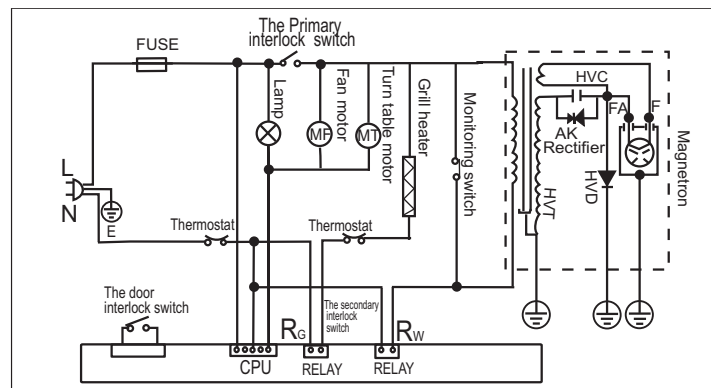 The Primary
interlock switch
FUSE
Lamp
Fan motor
Turn table motor
Grill heater
Monitoring switch
MF
MT
HVC
FA
F
AK
Rectifier
HVD
HVT
Magnetron
L
N
E
Thermostat
Thermostat
The door
interlock switch
The secondary
interlock
switch
RG
RW
CPU
RELAY
RELAY